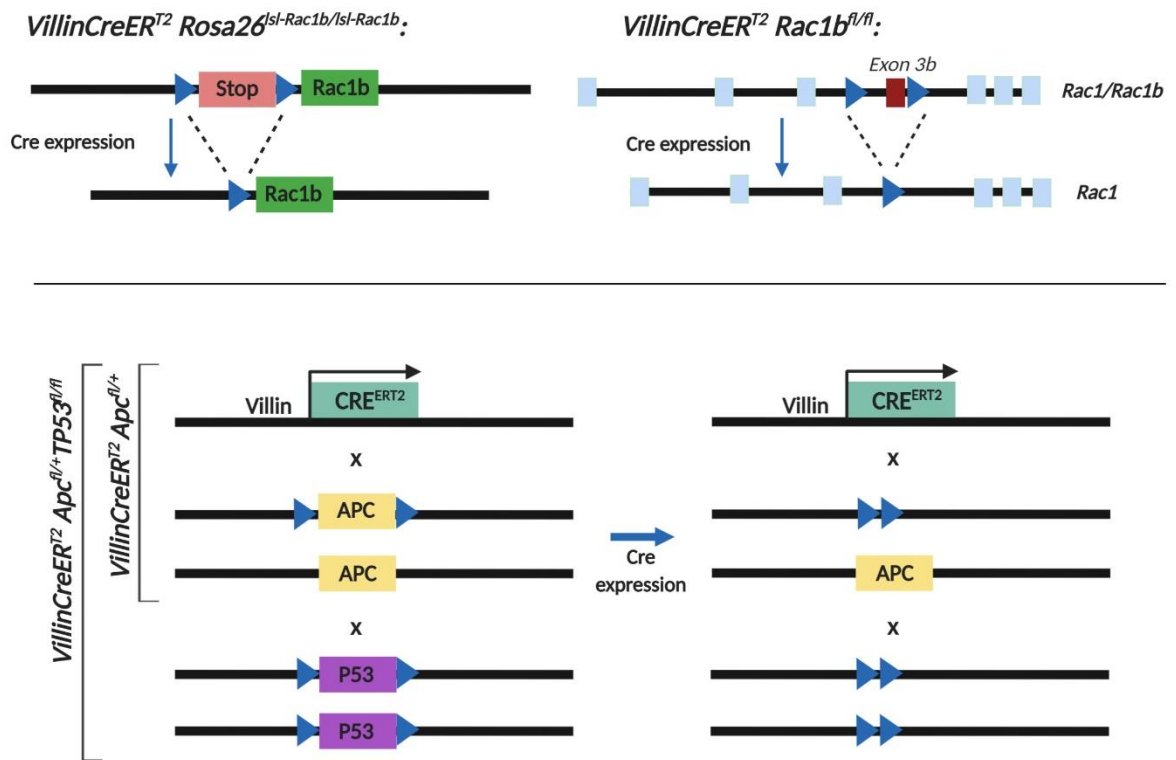 VillinCreER^T2 Rosa26^lsl-Rac1b/lsl-Rac1b:
Stop Rac1b
Cre expression
Rac1b
VillinCreER^T2 Rac1b^fl/fl:
Exon 3b
Rac1/Rac1b
Cre expression
Rac1
VillinCreER^T2 Apc^fl/+TP53^fl/fl
VillinCreER^T2 Apc^fl/+
Villin CRE^ERT2
x
APC
APC
x
P53
P53
Cre
expression
Villin CRE^ERT2
x
APC
x